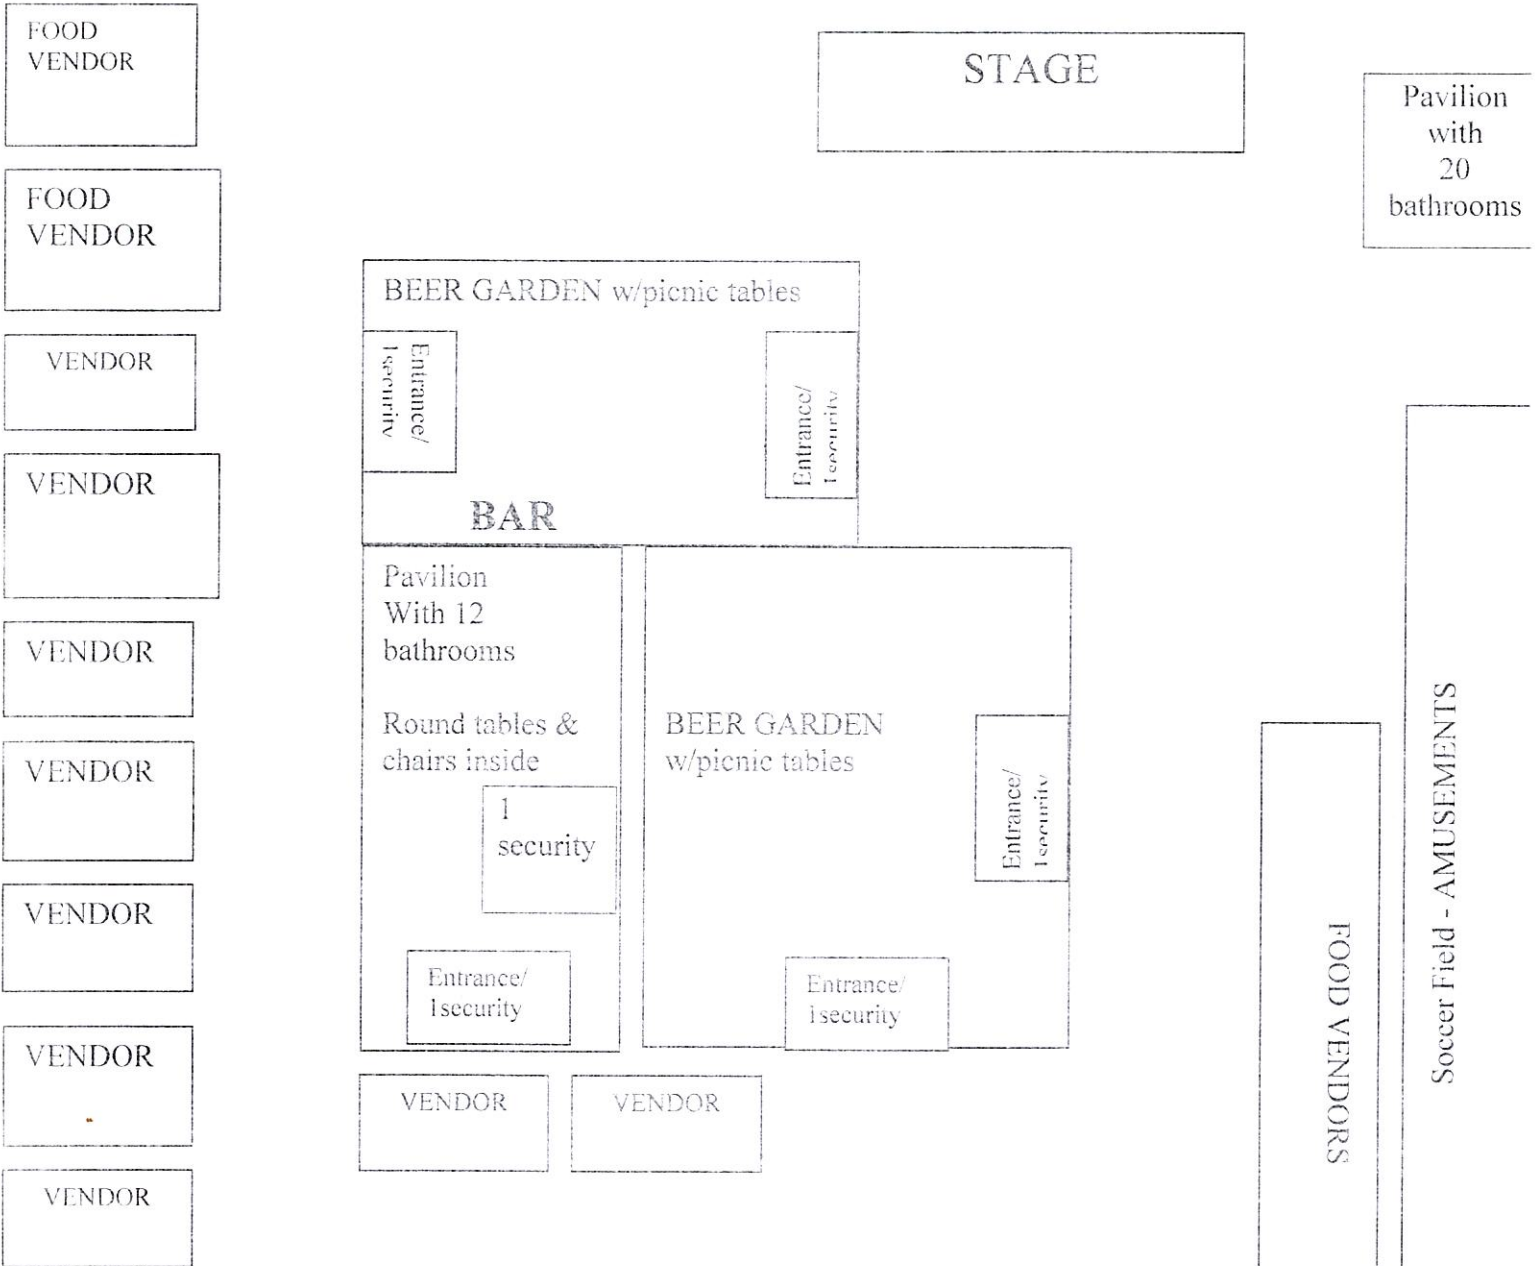 FOOD
VENDOR
FOOD
VENDOR
VENDOR
VENDOR
VENDOR
VENDOR
VENDOR
VENDOR
VENDOR
STAGE
Pavilion
with
20
bathrooms
BEER GARDEN w/picnic tables
Entrance/
1security
Entrance/
1security
BAR
Pavilion
With 12
bathrooms
Round tables &
chairs inside
1
security
Entrance/
1security
BEER GARDEN
w/picnic tables
Entrance/
1security
Entrance/
1security
VENDOR
VENDOR
FOOD VENDORS
Soccer Field - AMUSEMENTS